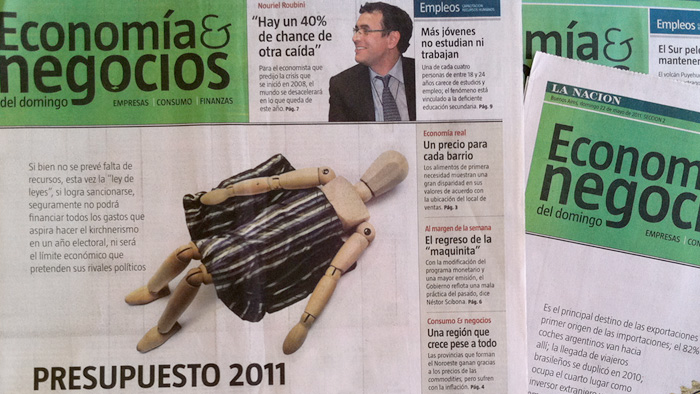 Economía&
negocios
del domingo
EMPRESAS CONSUMO FINANZAS
Nouriel Roubini
"Hay un 40%
de chance de
otra caída"
Para el economista que
predijo la crisis que
se inició en 2008, el mundo
se desacelerará
en lo que queda de
este año. Pág. 7
Empleos
Más jóvenes
no estudian ni
trabajan
Una de cada cuatro
personas de entre 18 y 24
años carece de estudios y
empleo; el fenómeno está
vinculado a la deficiente
educación secundaria. Pág. 9
Si bien no se prevé falta de
recursos, esta vez la "ley de
leyes", si logra sancionarse,
seguramente no podrá
financiar todos los gastos que
aspira hacer el kirchnerismo
en un año electoral, ni será
el límite económico que
pretenden sus rivales políticos
PRESUPUESTO 2011
Economía real
Un precio para
cada barrio
Los alimentos de primera
necesidad muestran una
gran disparidad en sus
valores de acuerdo con
la ubicación del local de
ventas. Pág. 3
Al margen de la semana
El regreso de la
"maquinita"
Con la modificación del
programa monetario y
una mayor emisión, el
Gobierno reflota una mala
práctica del pasado, dice
Néstor Scibona. Pág. 6
Consumo & negocios
Una región que
crece pese a todo
Las provincias que forman
el Noroeste ganan gracias
a los precios de las
commodities, pero sufren
con la inflación. Pág. 4
omía&
Empleos
El Sur pel
mantener
El volcán Puyehu
LA NACION
Buenos Aires, domingo 22 de mayo de 2011 SECCION 2
Econom
negoci
del domingo
EMPRESAS CON
Es el principal destino de las exportaciones
primer origen de las importaciones; el 82%
coches argentinos van hacia
allí; la llegada de viajeros
brasileños se duplicó en 2010;
ocupa el cuarto lugar como
nversor extranjero